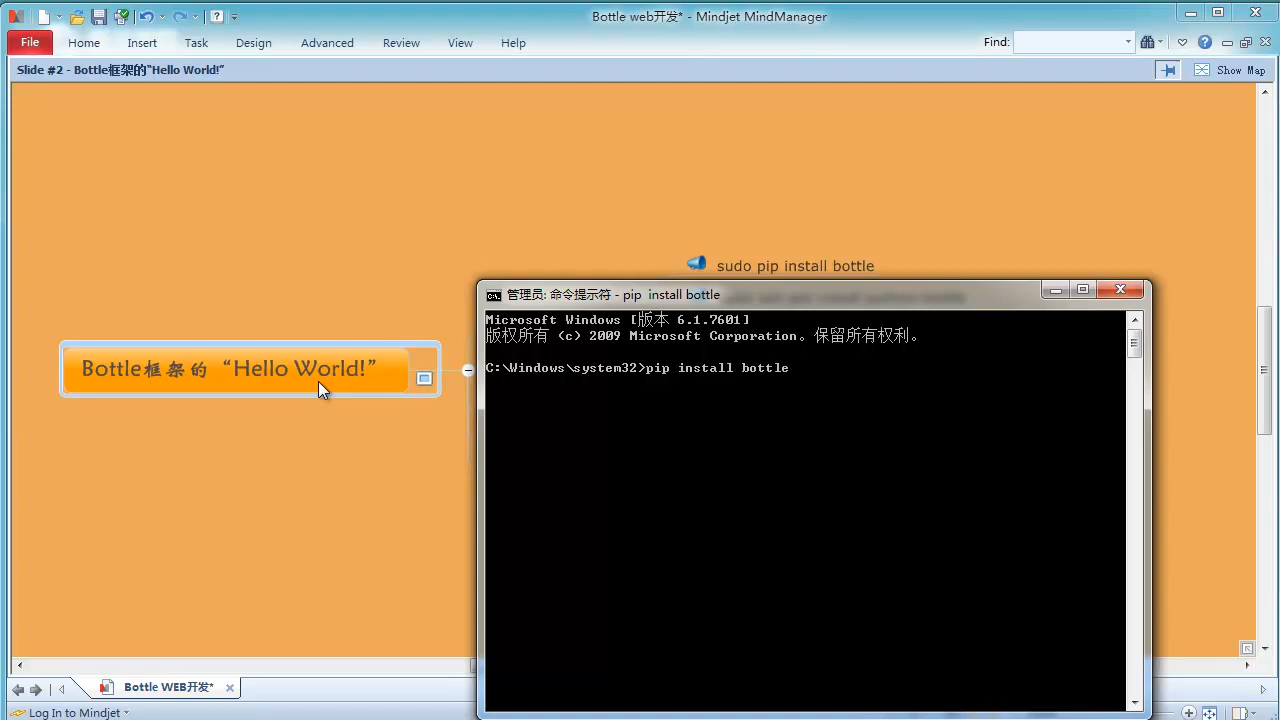 Bottle web开发* - Mindjet MindManager
File Home Insert Task Design Advanced Review View Help
Find:
Slide #2 - Bottle框架的“Hello World!”
Show Map
sudo pip install bottle
Bottle框架的 “Hello World!”
管理员: 命令提示符 - pip install bottle
Microsoft Windows [版本 6.1.7601]
版权所有 (c) 2009 Microsoft Corporation。保留所有权利。
C:\Windows\system32>pip install bottle
Bottle WEB开发*
Log In to Mindjet